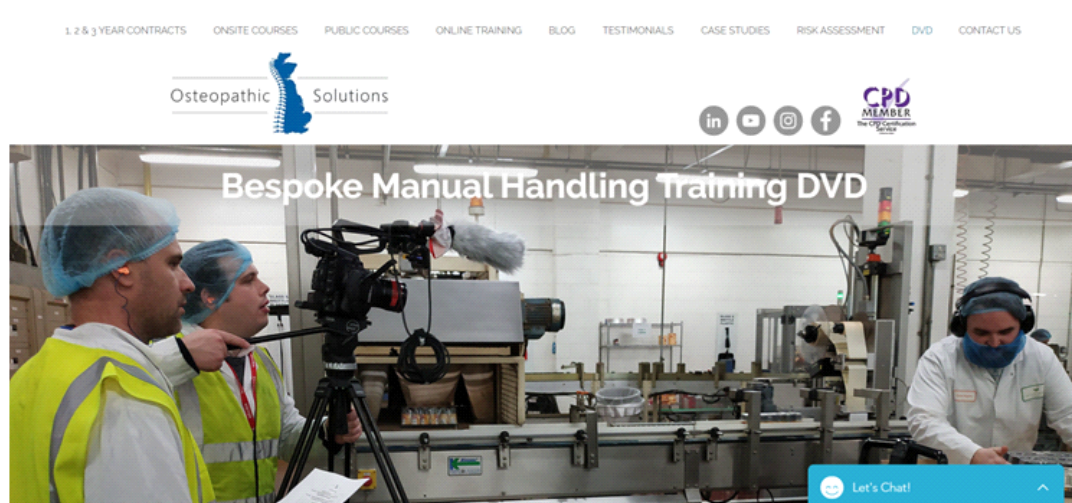 1, 2 & 3 YEAR CONTRACTS ONSITE COURSES PUBLIC COURSES ONLINE TRAINING BLOG TESTIMONIALS CASE STUDIES RISK ASSESSMENT DVD CONTACT US
Osteopathic Solutions
CPD
MEMBER
The CPD Certification
Service
Bespoke Manual Handling Training DVD
Let's Chat!